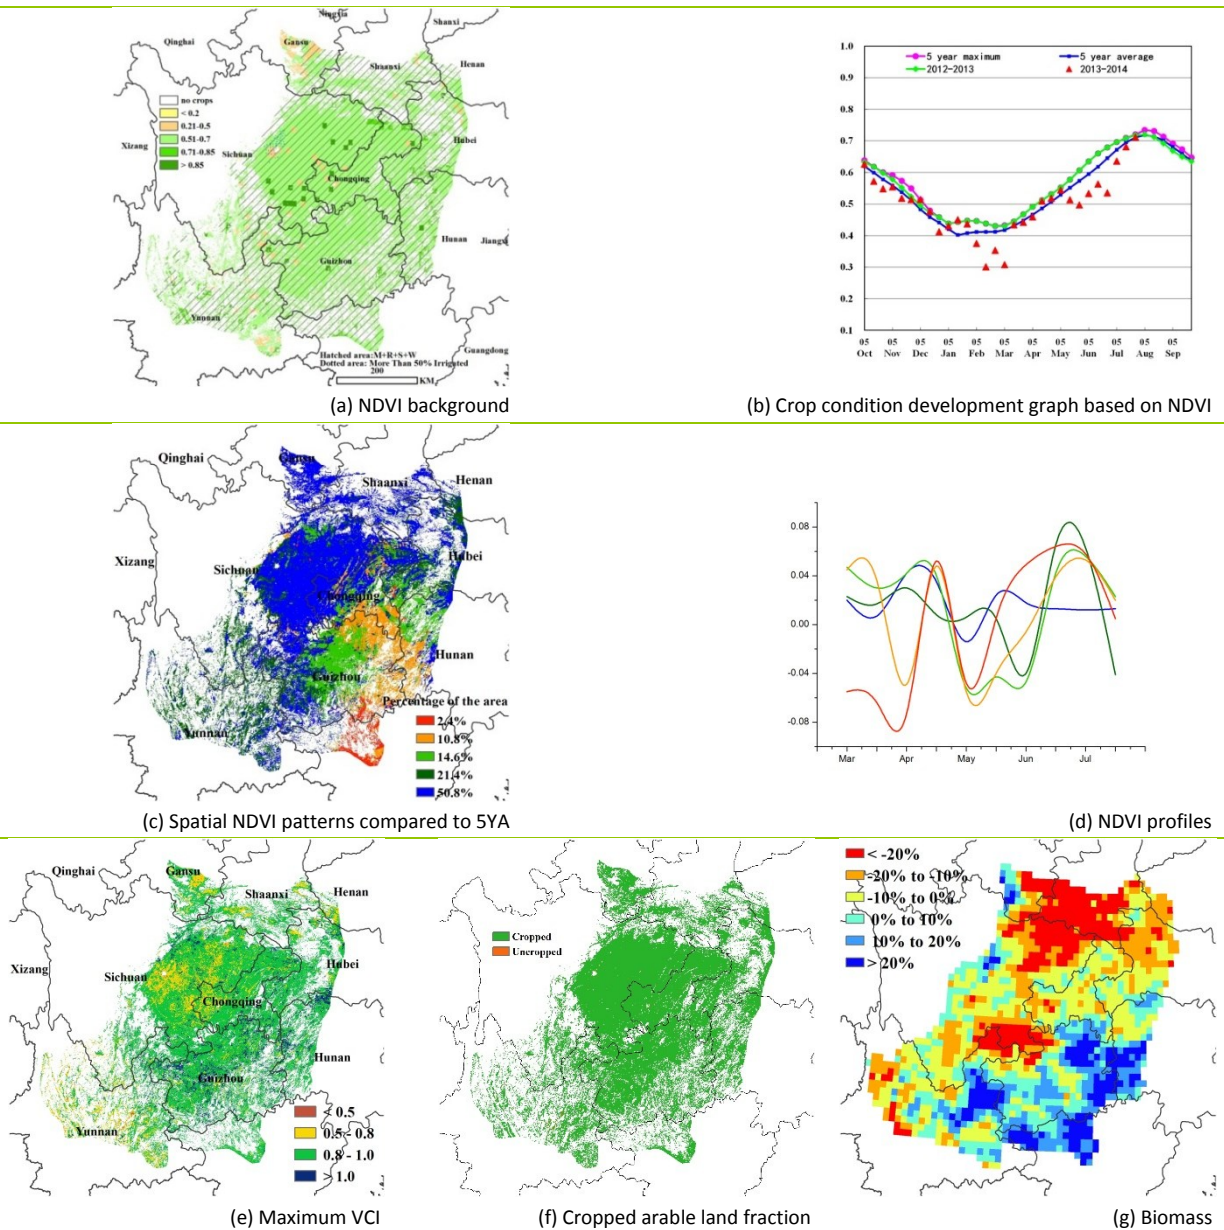 Ningxia
Shanxi
Qinghai
Gansu
Shaanxi
Henan
no crops
< 0.2
0.21-0.5
0.51-0.7
0.71-0.85
> 0.85
Xizang
Sichuan
Hubei
Chongqing
Hunan
Guizhou
Yunnan
Guangdong
Hatched area:M+R+S+W
Dotted area: More Than 50% Irrigated
200
KM
(a) NDVI background
5 year maximum
5 year average
2012-2013
2013-2014
1.0
0.9
0.8
0.7
0.6
0.5
0.4
0.3
0.2
0.1
05 05 05 05 05 05 05 05 05 05 05 05
Oct Nov Dec Jan Feb Mar Apr May Jun Jul Aug Sep
(b) Crop condition development graph based on NDVI
Qinghai
Gansu
Shaanxi
Henan
Xizang
Sichuan
Hubei
Chongqing
Hunan
Guizhou
Yunnan
Percentage of the area
2.4%
10.8%
14.6%
21.4%
50.8%
(c) Spatial NDVI patterns compared to 5YA
0.08
0.04
0.00
-0.04
-0.08
Mar Apr May Jun Jul
(d) NDVI profiles
Qinghai
Gansu
Shaanxi
Henan
Xizang
Sichuan
Hubei
Chongqing
Hunan
Guizhou
Yunnan
< 0.5
0.5 - 0.8
0.8 - 1.0
> 1.0
(e) Maximum VCI
Cropped
Uncropped
(f) Cropped arable land fraction
< -20%
-20% to -10%
-10% to 0%
0% to 10%
10% to 20%
> 20%
(g) Biomass